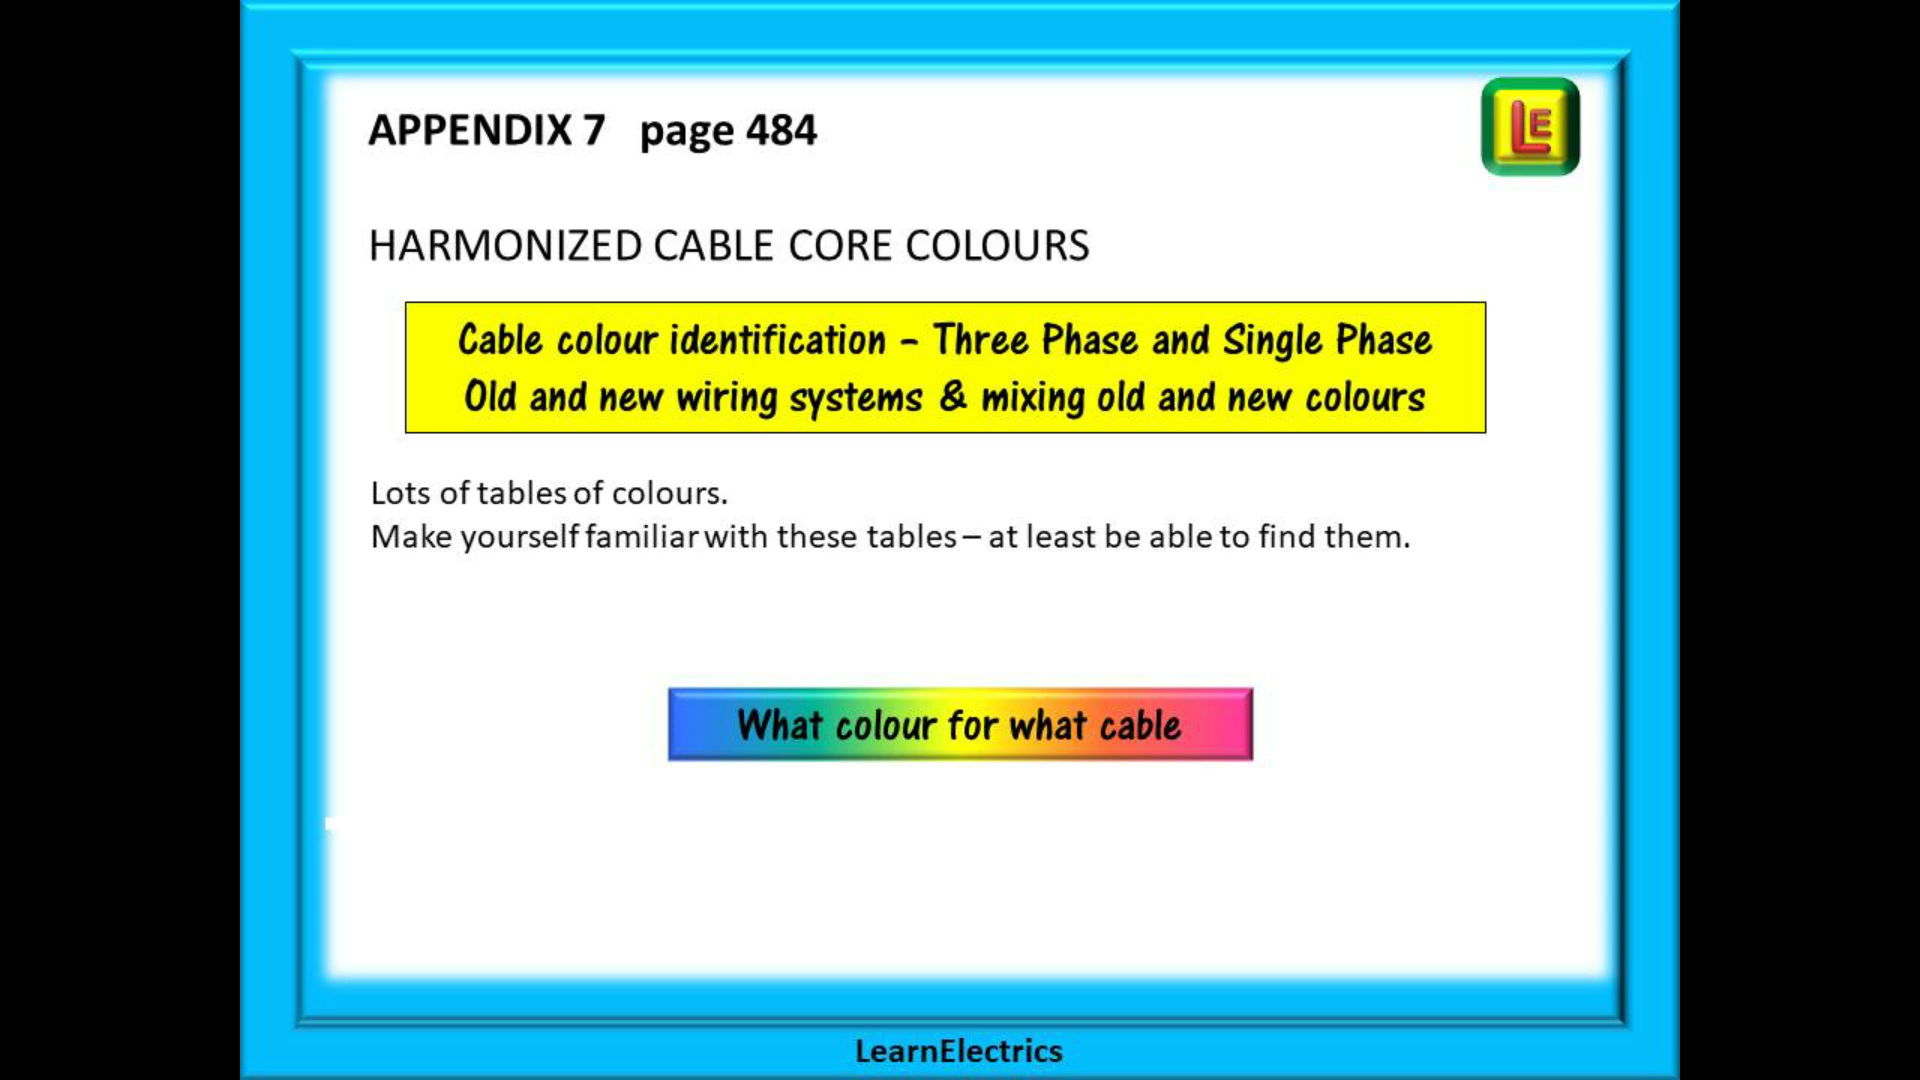 APPENDIX 7 page 484
LE
HARMONIZED CABLE CORE COLOURS
Cable colour identification – Three Phase and Single Phase
Old and new wiring systems & mixing old and new colours
Lots of tables of colours.
Make yourself familiar with these tables – at least be able to find them.
What colour for what cable
LearnElectrics